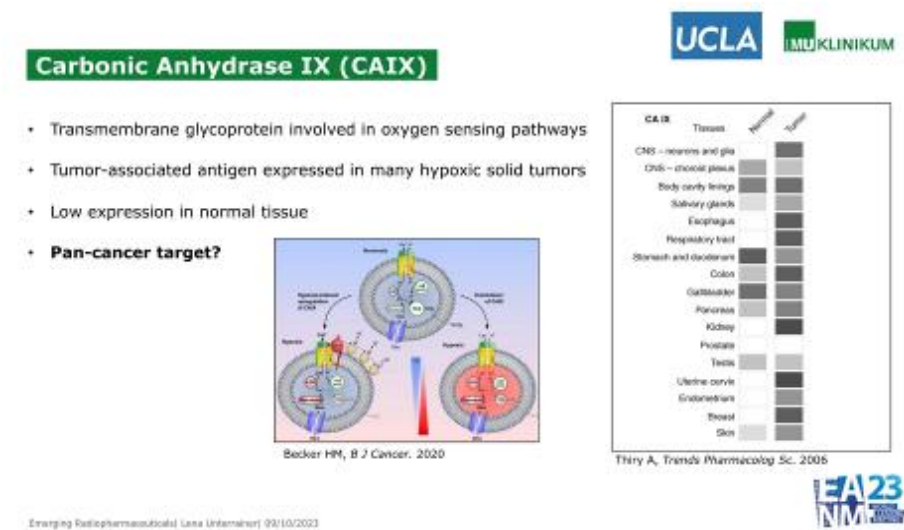 UCLA
LMU KLINIKUM
Carbonic Anhydrase IX (CAIX)
• Transmembrane glycoprotein involved in oxygen sensing pathways
• Tumor-associated antigen expressed in many hypoxic solid tumors
• Low expression in normal tissue
• Pan-cancer target?
Becker HM, B J Cancer. 2020
CA IX
Tissues
Normal
Tumor
CNS – neurons and glia
CNS – choroid plexus
Body cavity linings
Salivary glands
Esophagus
Respiratory tract
Stomach and duodenum
Colon
Gallbladder
Pancreas
Kidney
Prostate
Testis
Uterine cervix
Endometrium
Breast
Skin
Thiry A, Trends Pharmacolog Sc. 2006
EANM 23
Emerging Radiopharmaceuticals| Lena Unterrainer| 09/10/2023